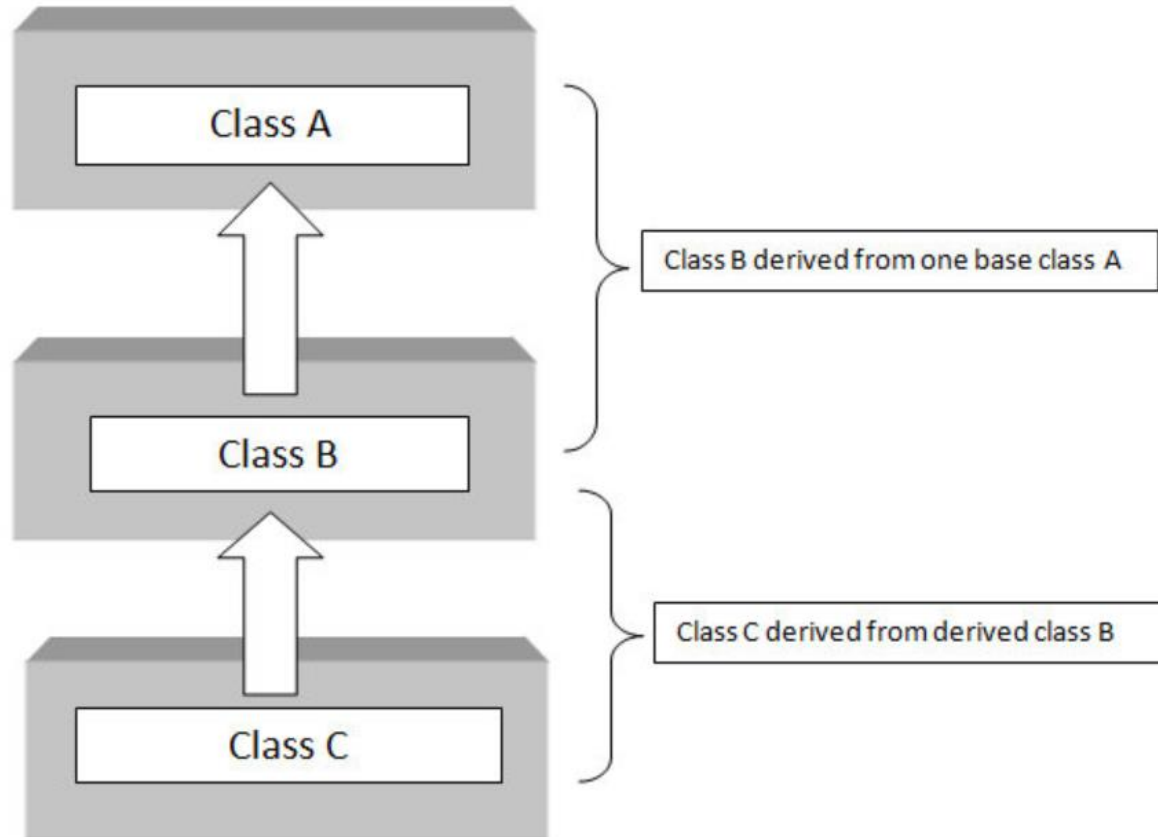 Class A
Class B derived from one base class A
Class B
Class C derived from derived class B
Class C